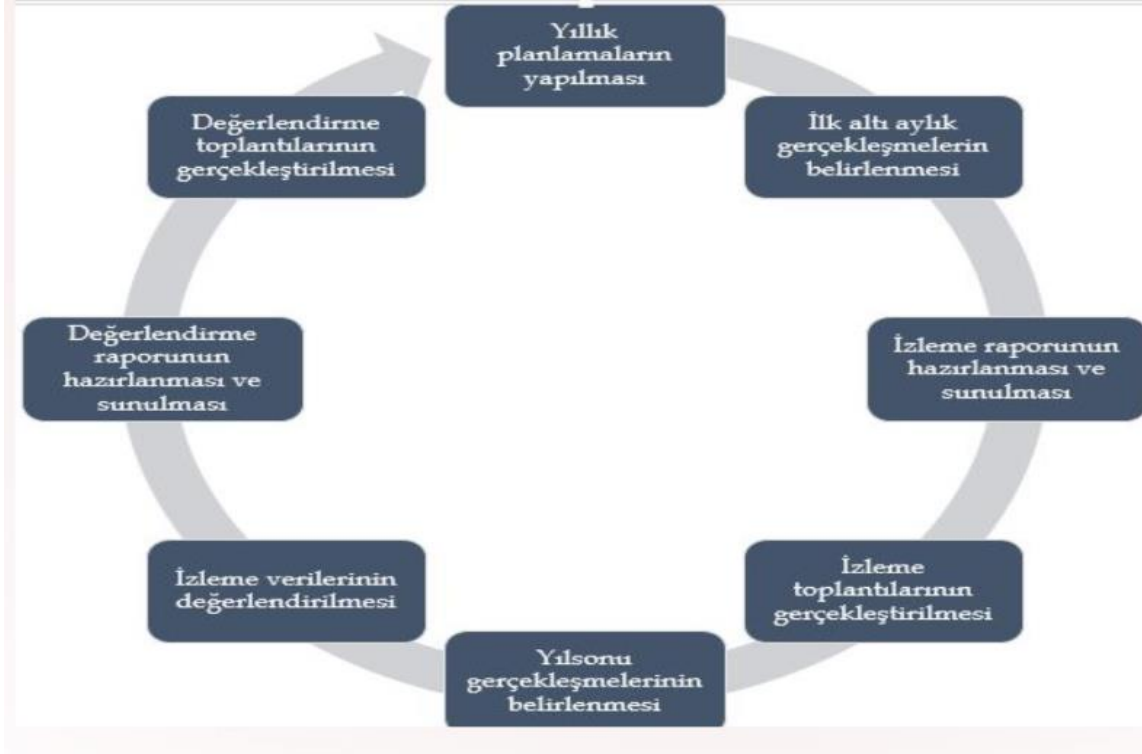 Yıllık
planlamaların
yapılması
İlk altı aylık
gerçekleşmelerin
belirlenmesi
İzleme raporunun
hazırlanması ve
sunulması
İzleme
toplantılarının
gerçekleştirilmesi
Yılsonu
gerçekleşmelerinin
belirlenmesi
İzleme verilerinin
değerlendirilmesi
Değerlendirme
raporunun
hazırlanması ve
sunulması
Değerlendirme
toplantılarının
gerçekleştirilmesi